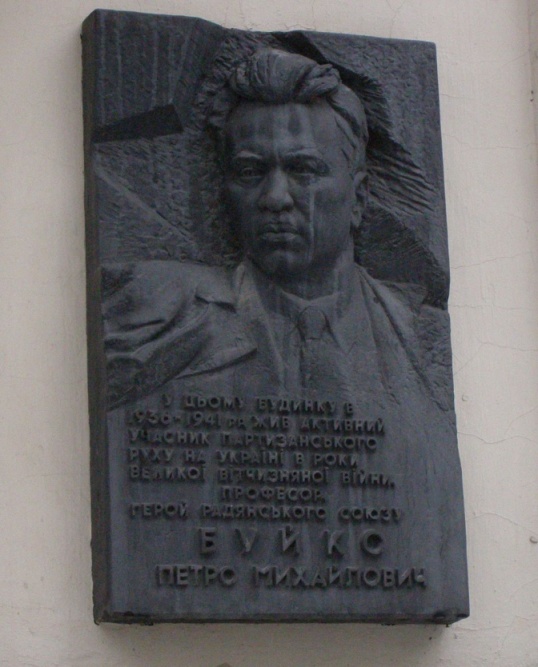 У ЦЬОМУ БУДИНКУ В
1936-1941 РР. ЖИВ АКТИВНИЙ
УЧАСНИК ПАРТИЗАНСЬКОГО
РУХУ НА УКРАЇНІ В РОКИ
ВЕЛИКОЇ ВІТЧИЗНЯНОЇ ВІЙНИ.
ПРОФЕСОР,
ГЕРОЙ РАДЯНСЬКОГО СОЮЗУ
БУЙКО
ПЕТРО МИХАЙЛОВИЧ